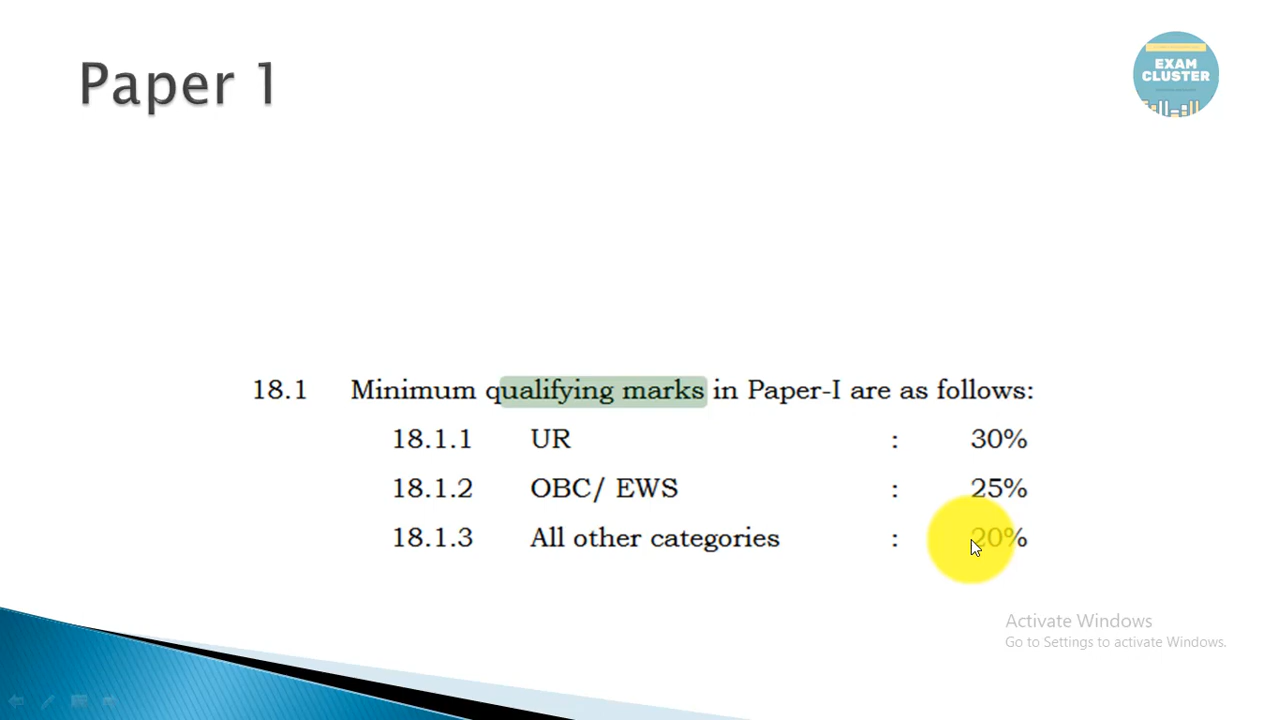 Paper 1
EXAM
CLUSTER
18.1 Minimum qualifying marks in Paper-I are as follows:
18.1.1 UR : 30%
18.1.2 OBC/ EWS : 25%
18.1.3 All other categories : 20%
Activate Windows
Go to Settings to activate Windows.